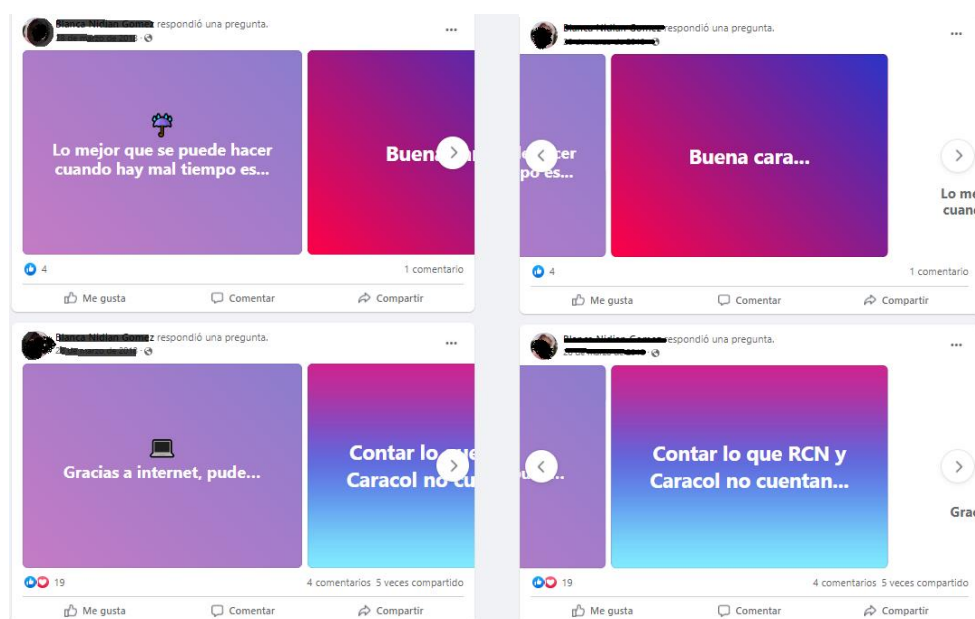 respondió una pregunta.
Lo mejor que se puede hacer
cuando hay mal tiempo es...
4
1 comentario
Me gusta
Comentar
Compartir
respondió una pregunta.
es...
Buena cara...
4
1 comentario
Me gusta
Comentar
Compartir
respondió una pregunta.
Gracias a internet, pude...
Contar lo
Caracol
19
4 comentarios 5 veces compartido
Me gusta
Comentar
Compartir
respondió una pregunta.
Contar lo que RCN y
Caracol no cuentan...
19
4 comentarios 5 veces compartido
Me gusta
Comentar
Compartir